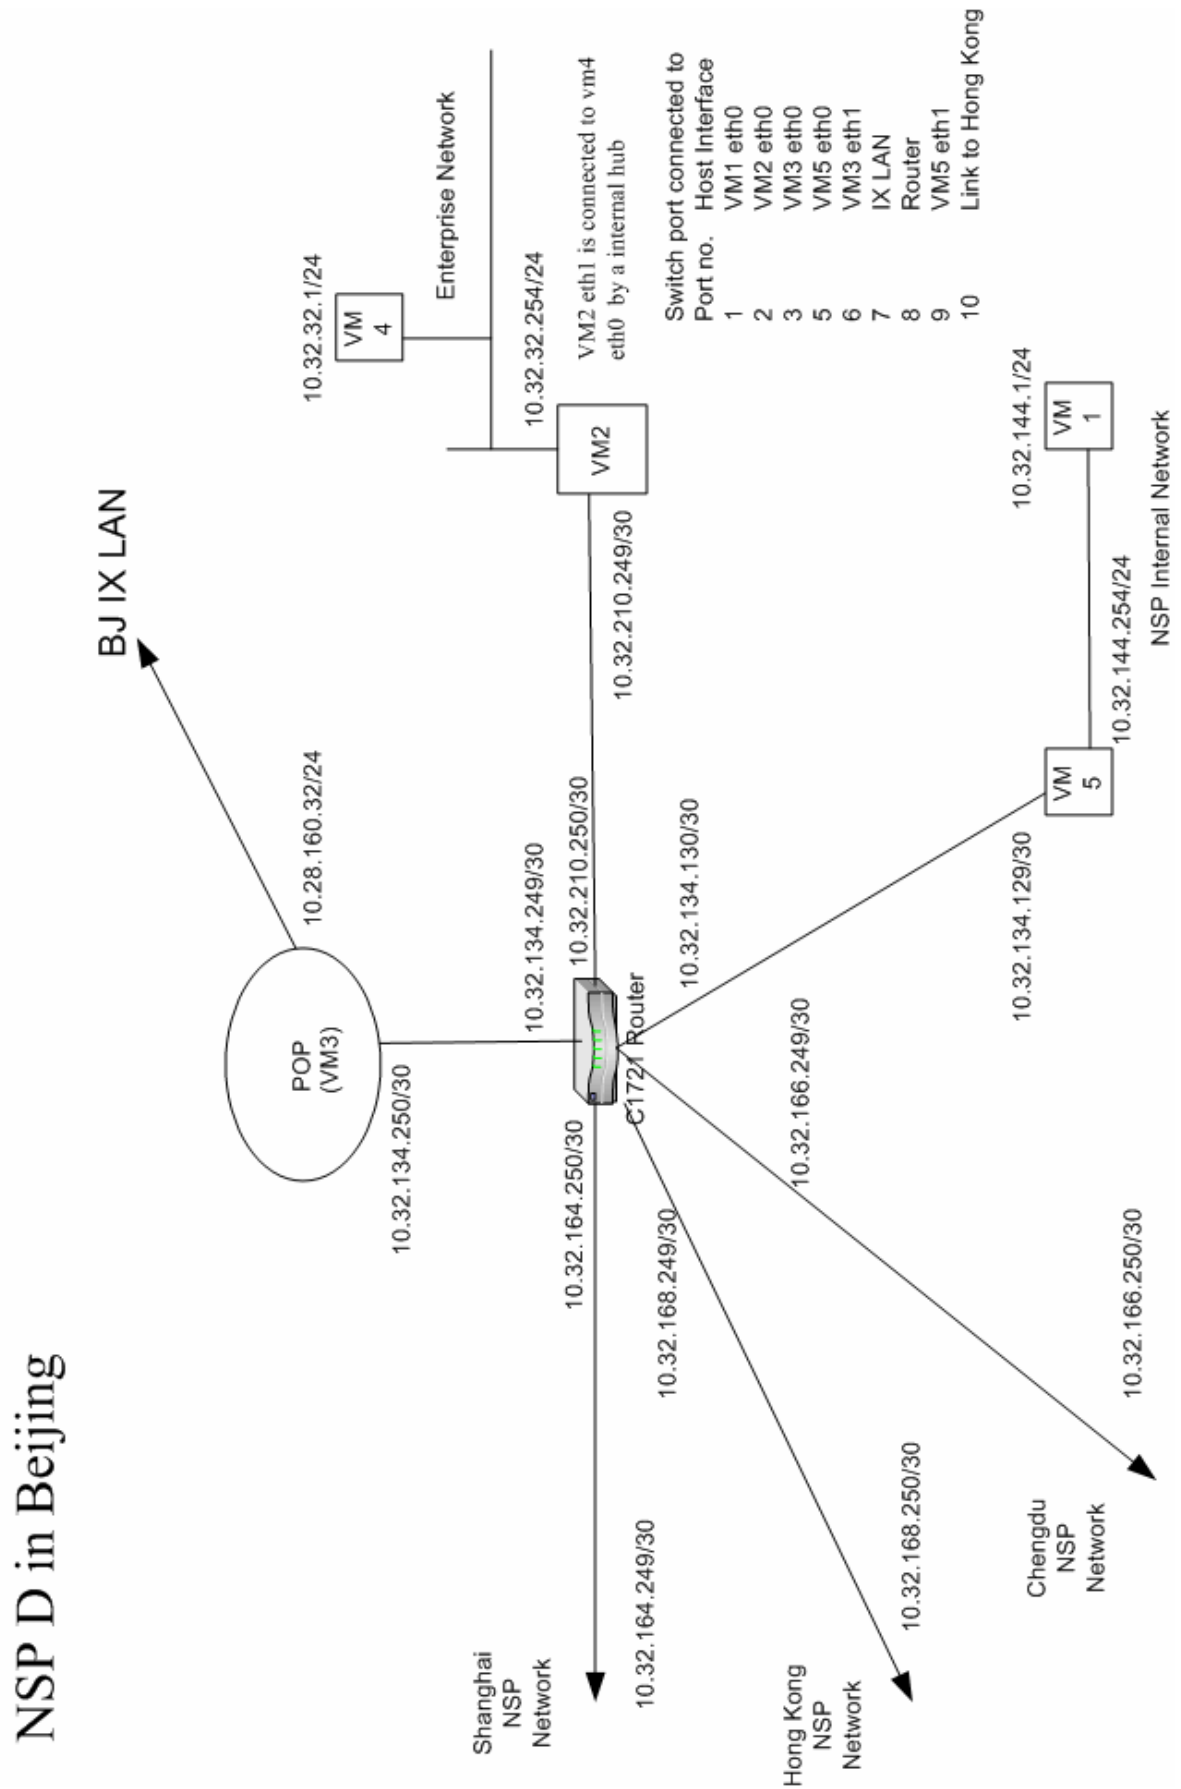 NSP D in Beijing
BJ IX LAN
10.28.160.32/24
POP
(VM3)
10.32.134.250/30
10.32.134.249/30
10.32.32.1/24
VM
4
Enterprise Network
10.32.32.254/24
VM2
VM2 eth1 is connected to vm4
eth0 by a internal hub
10.32.210.249/30
10.32.210.250/30
C1721 Router
Shanghai
NSP
Network
10.32.164.249/30
10.32.164.250/30
10.32.168.249/30
Hong Kong
NSP
Network
10.32.168.250/30
10.32.166.249/30
Chengdu
NSP
Network
10.32.166.250/30
10.32.134.130/30
10.32.134.129/30
VM
5
10.32.144.254/24
10.32.144.1/24
VM
1
NSP Internal Network
Switch port connected to
Port no. Host Interface
1 VM1 eth0
2 VM2 eth0
3 VM3 eth0
5 VM5 eth0
6 VM3 eth1
7 IX LAN
8 Router
9 VM5 eth1
10 Link to Hong Kong